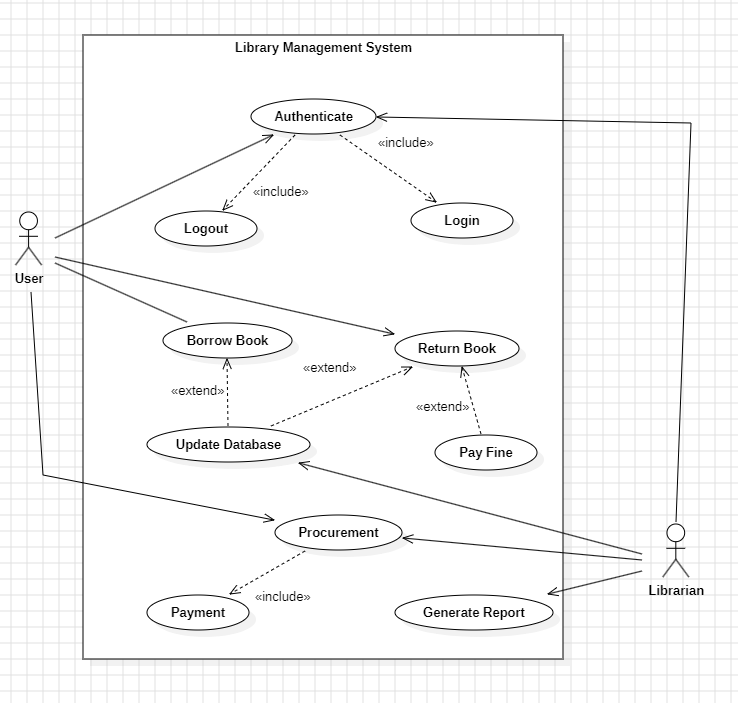 Library Management System
Authenticate
«include»
«include»
Logout
Login
User
Borrow Book
Return Book
«extend»
«extend»
«extend»
Update Database
Pay Fine
Procurement
Librarian
«include»
Payment
Generate Report